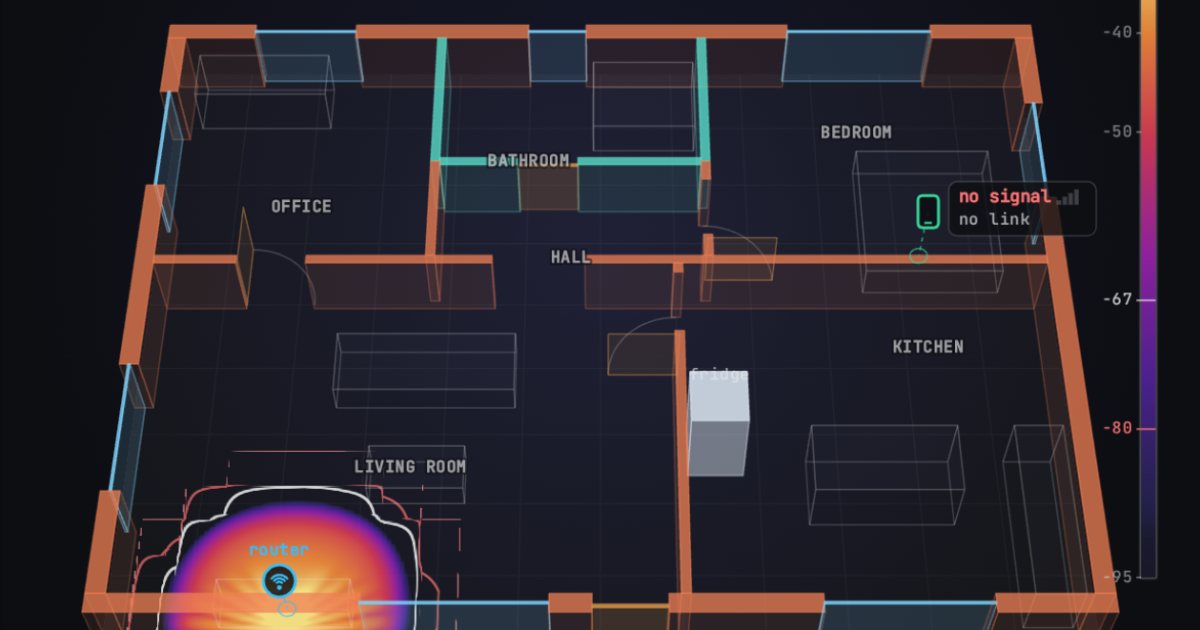 -40
-50
BEDROOM
BATHROOM
no signal
no link
OFFICE
HALL
-67
KITCHEN
fridge
-80
LIVING ROOM
router
-95